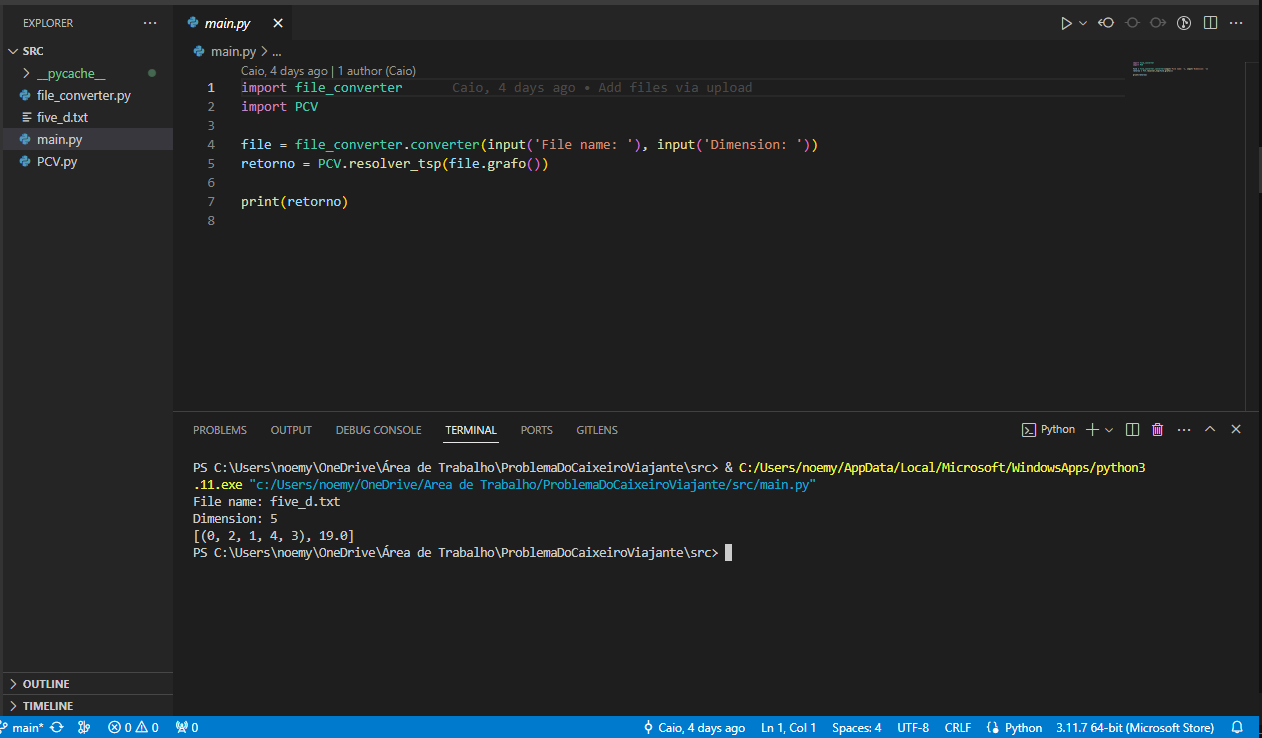 EXPLORER ...
main.py
SRC
__pycache__
file_converter.py
five_d.txt
main.py
PCV.py
main.py > ...
Caio, 4 days ago | 1 author (Caio)
1 import file_converter Caio, 4 days ago • Add files via upload
2 import PCV
3
4 file = file_converter.converter(input('File name: '), input('Dimension: '))
5 retorno = PCV.resolver_tsp(file.grafo())
6
7 print(retorno)
8
PROBLEMS OUTPUT DEBUG CONSOLE TERMINAL PORTS GITLENS Python
PS C:\Users\noemy\OneDrive\Área de Trabalho\ProblemaDoCaixeiroViajante\src> & C:/Users/noemy/AppData/Local/Microsoft/WindowsApps/python3
.11.exe "c:/Users/noemy/OneDrive/Área de Trabalho/ProblemaDoCaixeiroViajante/src/main.py"
File name: five_d.txt
Dimension: 5
[(0, 2, 1, 4, 3), 19.0]
PS C:\Users\noemy\OneDrive\Área de Trabalho\ProblemaDoCaixeiroViajante\src>
OUTLINE
TIMELINE
main* 0 0 0 Caio, 4 days ago Ln 1, Col 1 Spaces: 4 UTF-8 CRLF Python 3.11.7 64-bit (Microsoft Store)